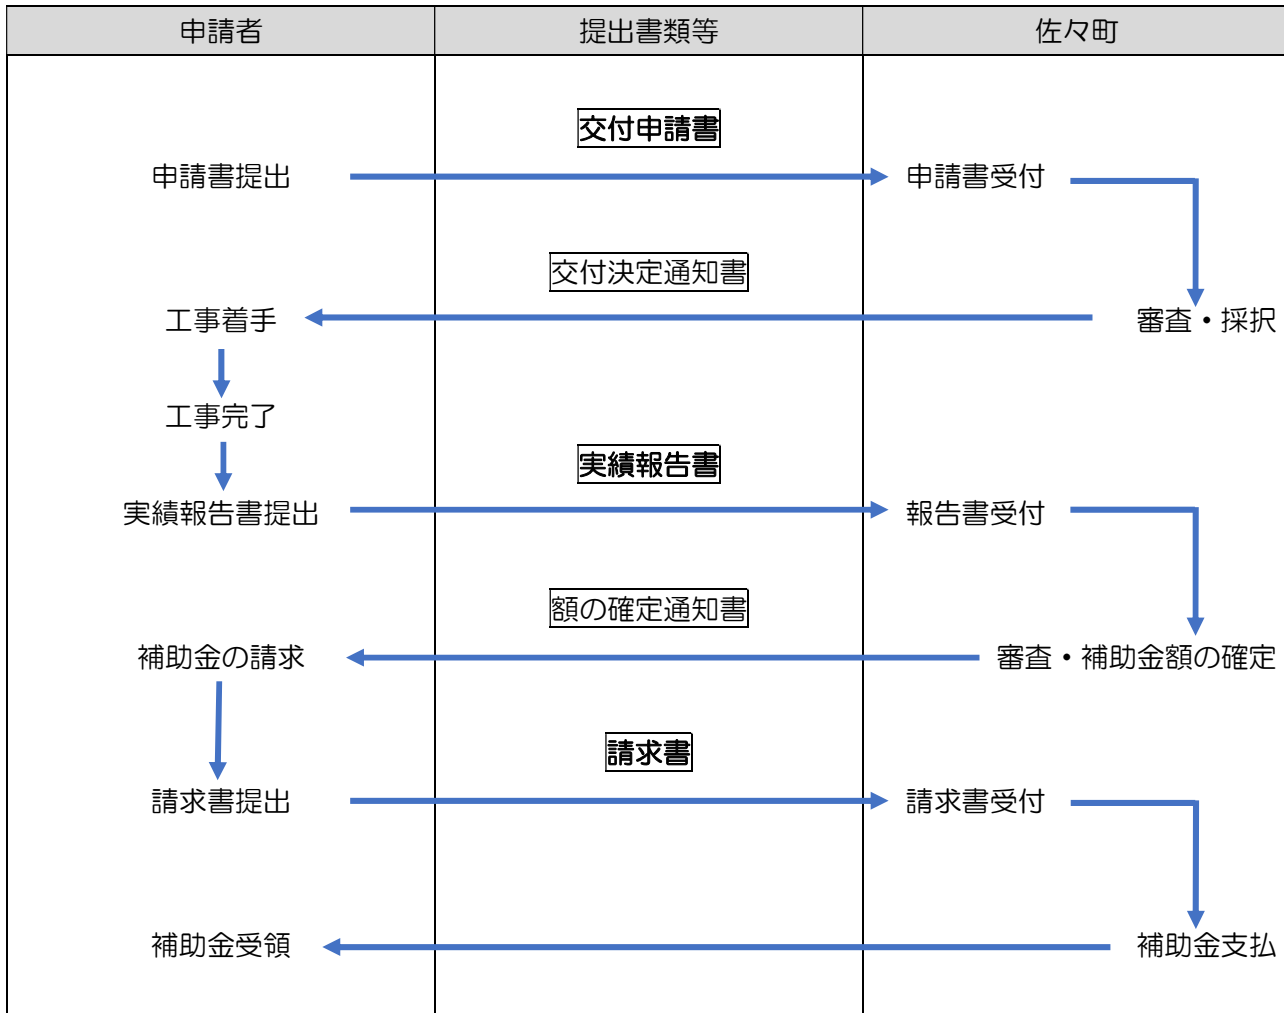 申請者
提出書類等
佐々町
交付申請書
申請書提出
申請書受付
交付決定通知書
工事着手
審査・採択
工事完了
実績報告書
実績報告書提出
報告書受付
額の確定通知書
補助金の請求
審査・補助金額の確定
請求書
請求書提出
請求書受付
補助金受領
補助金支払